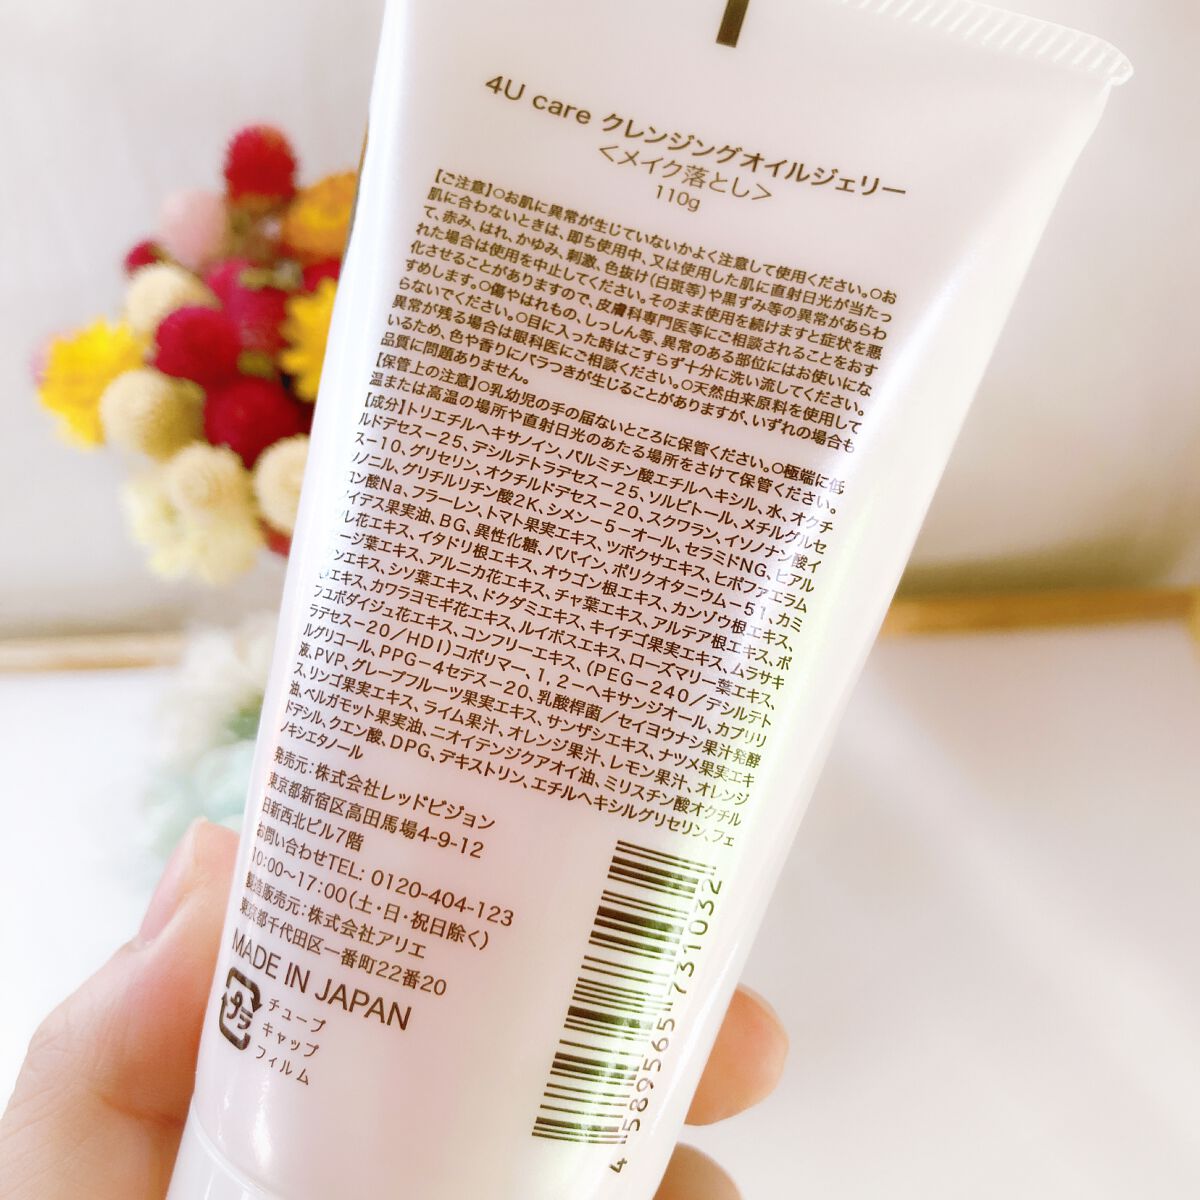 4U care クレンジングオイルジェリー
＜メイク落とし＞
110g
【ご注意】○お肌に異常が生じていないかよく注意して使用ください。○お
肌に合わないときは、即ち使用中、又は使用した肌に直射日光が当たっ
て、赤み、はれ、かゆみ、刺激、色抜け(白斑等)や黒ずみ等の異常があらわ
れた場合は使用を中止してください。そのまま使用を続けますと症状を悪
化させることがありますので、皮膚科専門医等にご相談されることをおす
すめします。○傷やはれもの、しっしん等、異常のある部位にはお使いにな
らないでください。○目に入った時はこすらず十分に洗い流してください。
異常が残る場合は眼科医にご相談ください。○天然由来原料を使用して
いるため、色や香りにバラつきが生じることがありますが、いずれの場合も
品質に問題ありません。
【保管上の注意】○乳幼児の手の届ないところに保管ください。○極端に低
温または高温の場所や直射日光のあたる場所をさけて保管ください。
【成分】トリエチルヘキサノイン、パルミチン酸エチルヘキシル、水、オクチ
ルドデセス－25、デシルテトラデセス－25、ソルビトール、メチルグルセ
ス－10、グリセリン、オクチルドデセス－20、スクワラン、イソノナン酸イ
ソノニル、グリチルリチン酸2K、シメン－5－オール、セラミドNG、ヒアル
ロン酸Na、フラーレン、トマト果実エキス、ツボクサエキス、ヒポファエラム
ノイデス果実油、BG、異性化糖、パパイン、ポリクオタニウム－51、カミ
ツレ花エキス、イタドリ根エキス、オウゴン根エキス、カンゾウ根エキス、
ージ葉エキス、アルニカ花エキス、チャ葉エキス、アルテア根エキス、ボ
ンエキス、シソ葉エキス、ドクダミエキス、キイチゴ果実エキス、ムラサキ
エキス、カワラヨモギ花エキス、ルイボスエキス、ローズマリー葉エキス、
フユボダイジュ花エキス、コンフリーエキス、(PEG-240/デシルテト
ラデセス－20/HDI)コポリマー、1,2－ヘキサンジオール、カプリリ
ルグリコール、PPG-4セテス－20、乳酸桿菌/セイヨウナシ果汁発酵
液、PVP、グレープフルーツ果実エキス、サンザシエキス、ナツメ果実エキ
ス、リンゴ果実エキス、ライム果汁、オレンジ果汁、レモン果汁、オレンジ
油、ベルガモット果実油、ニオイテンジクアオイ油、ミリスチン酸オクチル
ドデシル、クエン酸、DPG、デキストリン、エチルヘキシルグリセリン、フェ
ノキシエタノール
発売元：株式会社レッドビジョン
東京都新宿区高田馬場4-9-12
日新西北ビル7階
お問い合わせTEL: 0120-404-123
10:00〜17:00(土・日・祝日除く)
製造販売元：株式会社アリエ
東京都千代田区一番町22番20
MADE IN JAPAN
プラ
チューブ
キャップ
フィルム
4 589565 731032